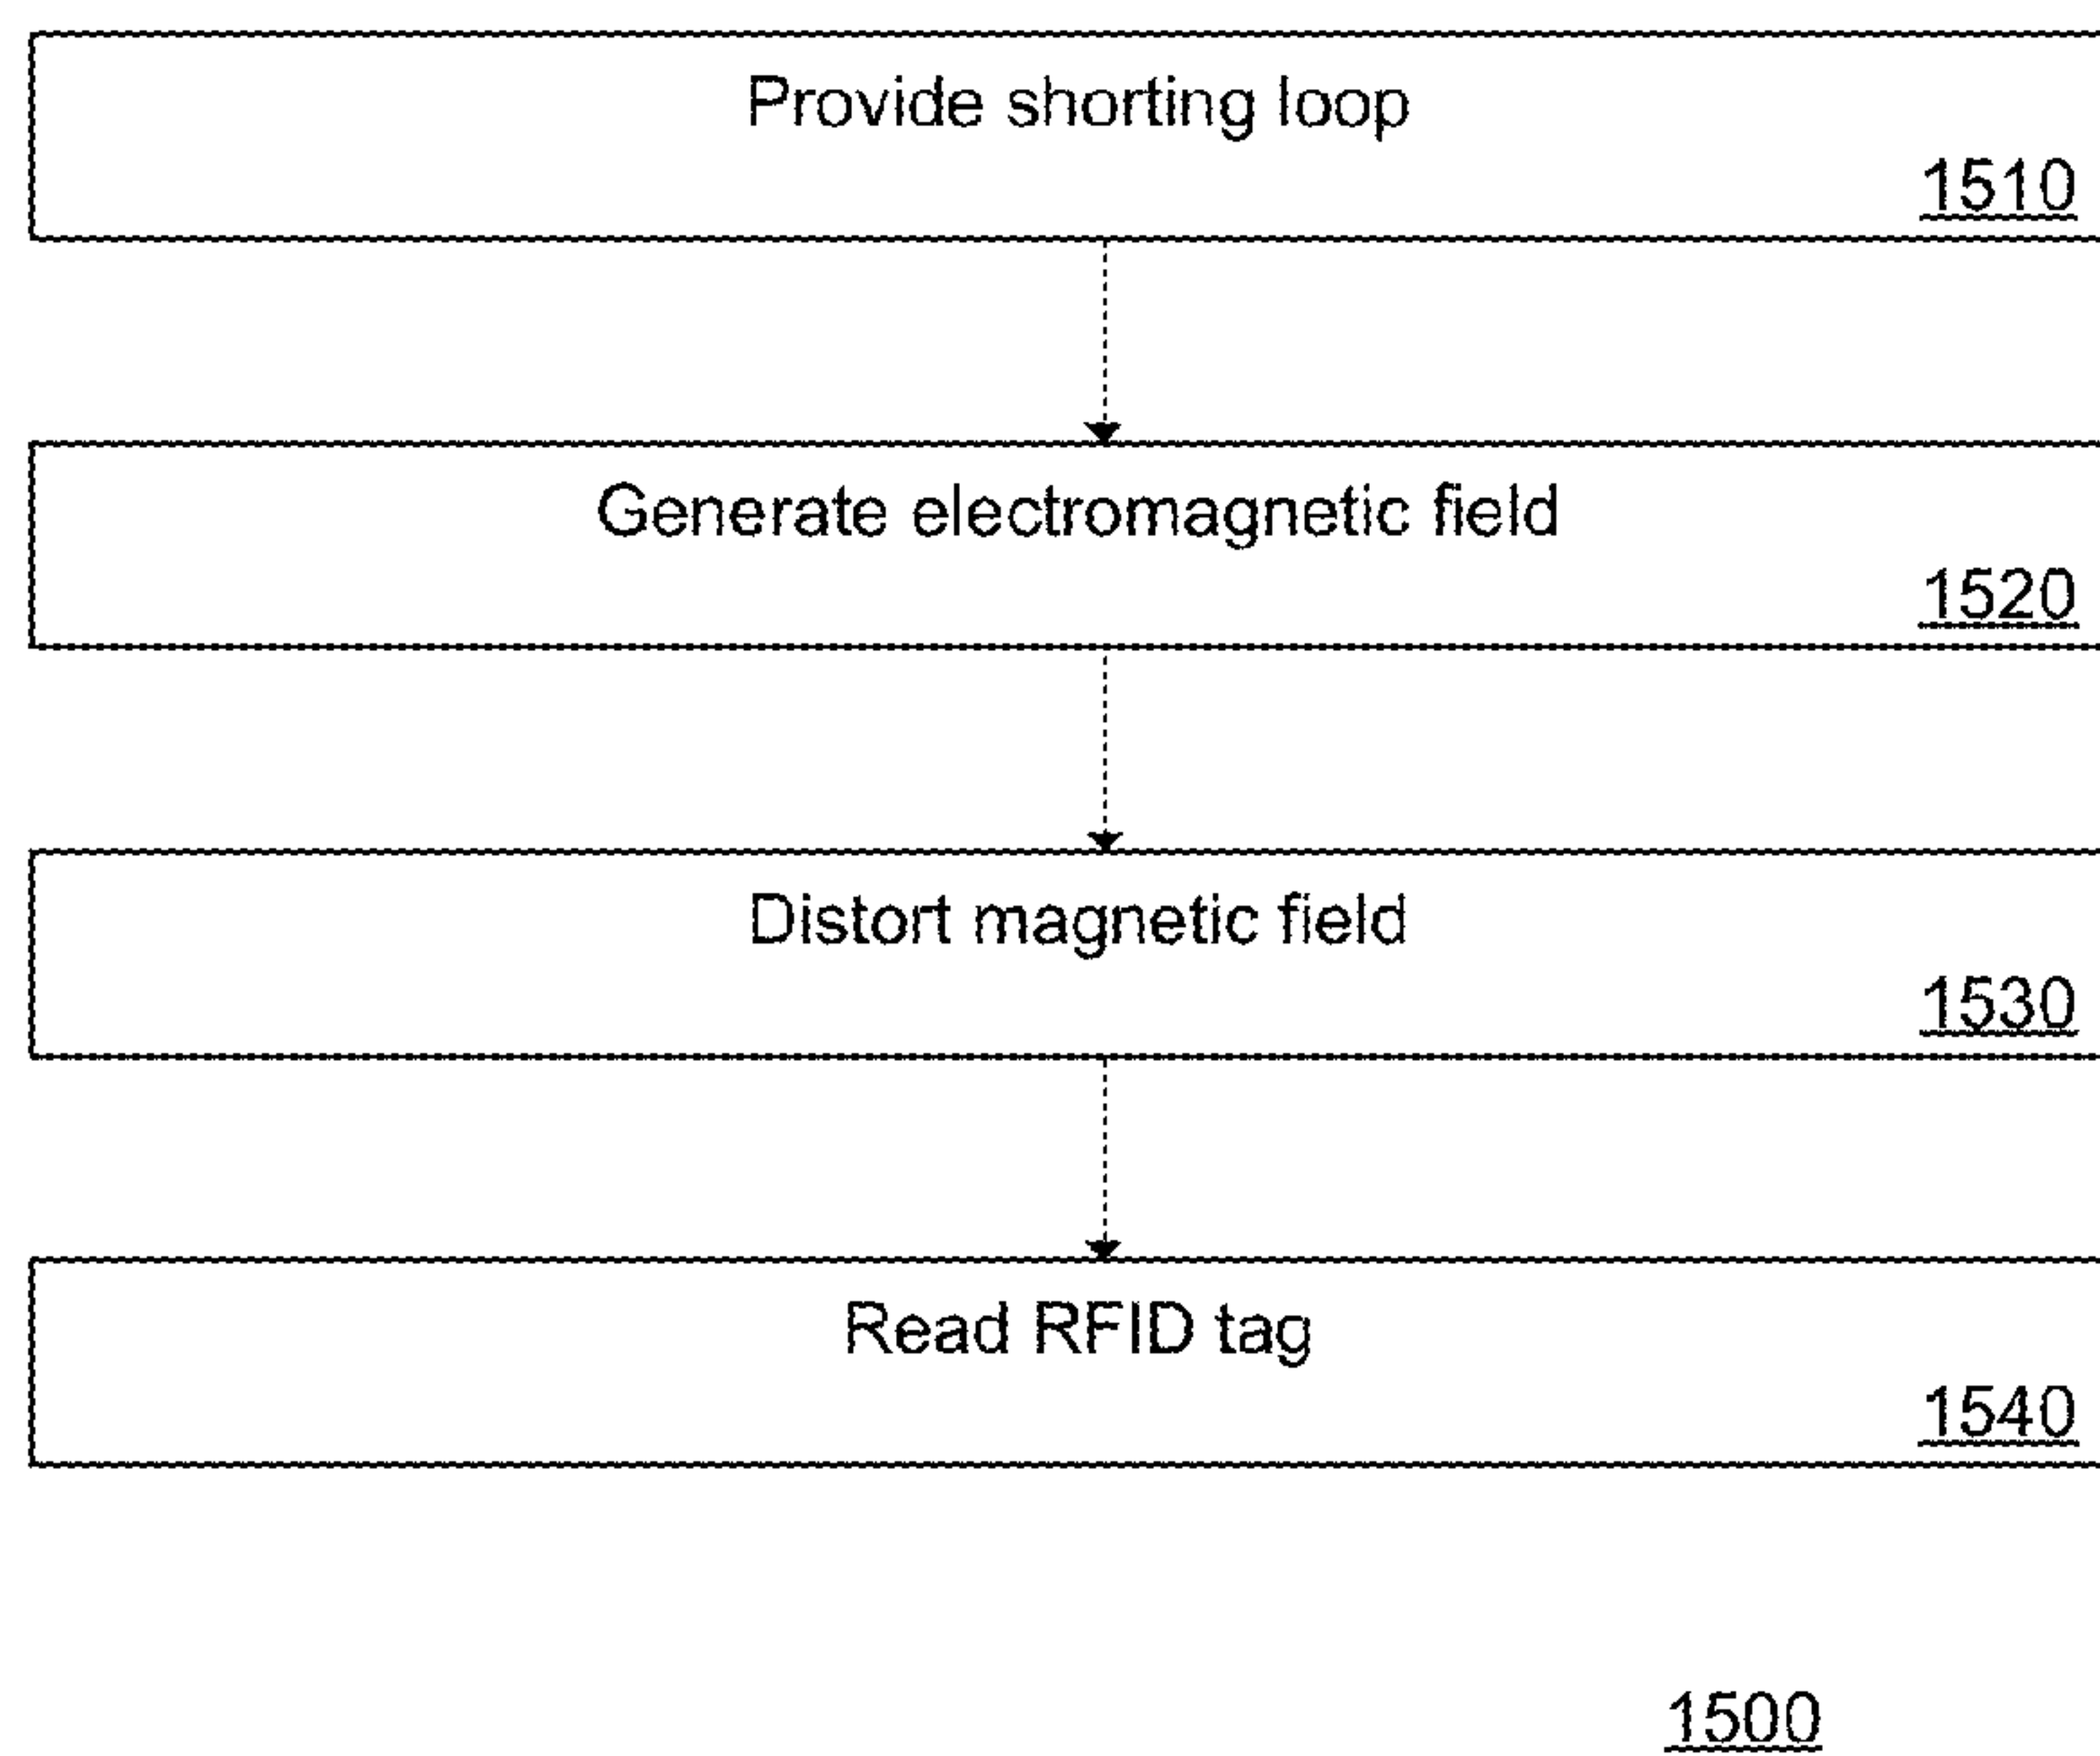 Provide shorting loop
1510
Generate electromagnetic field
1520
Distort magnetic field
1530
Read RFID tag
1540
1500